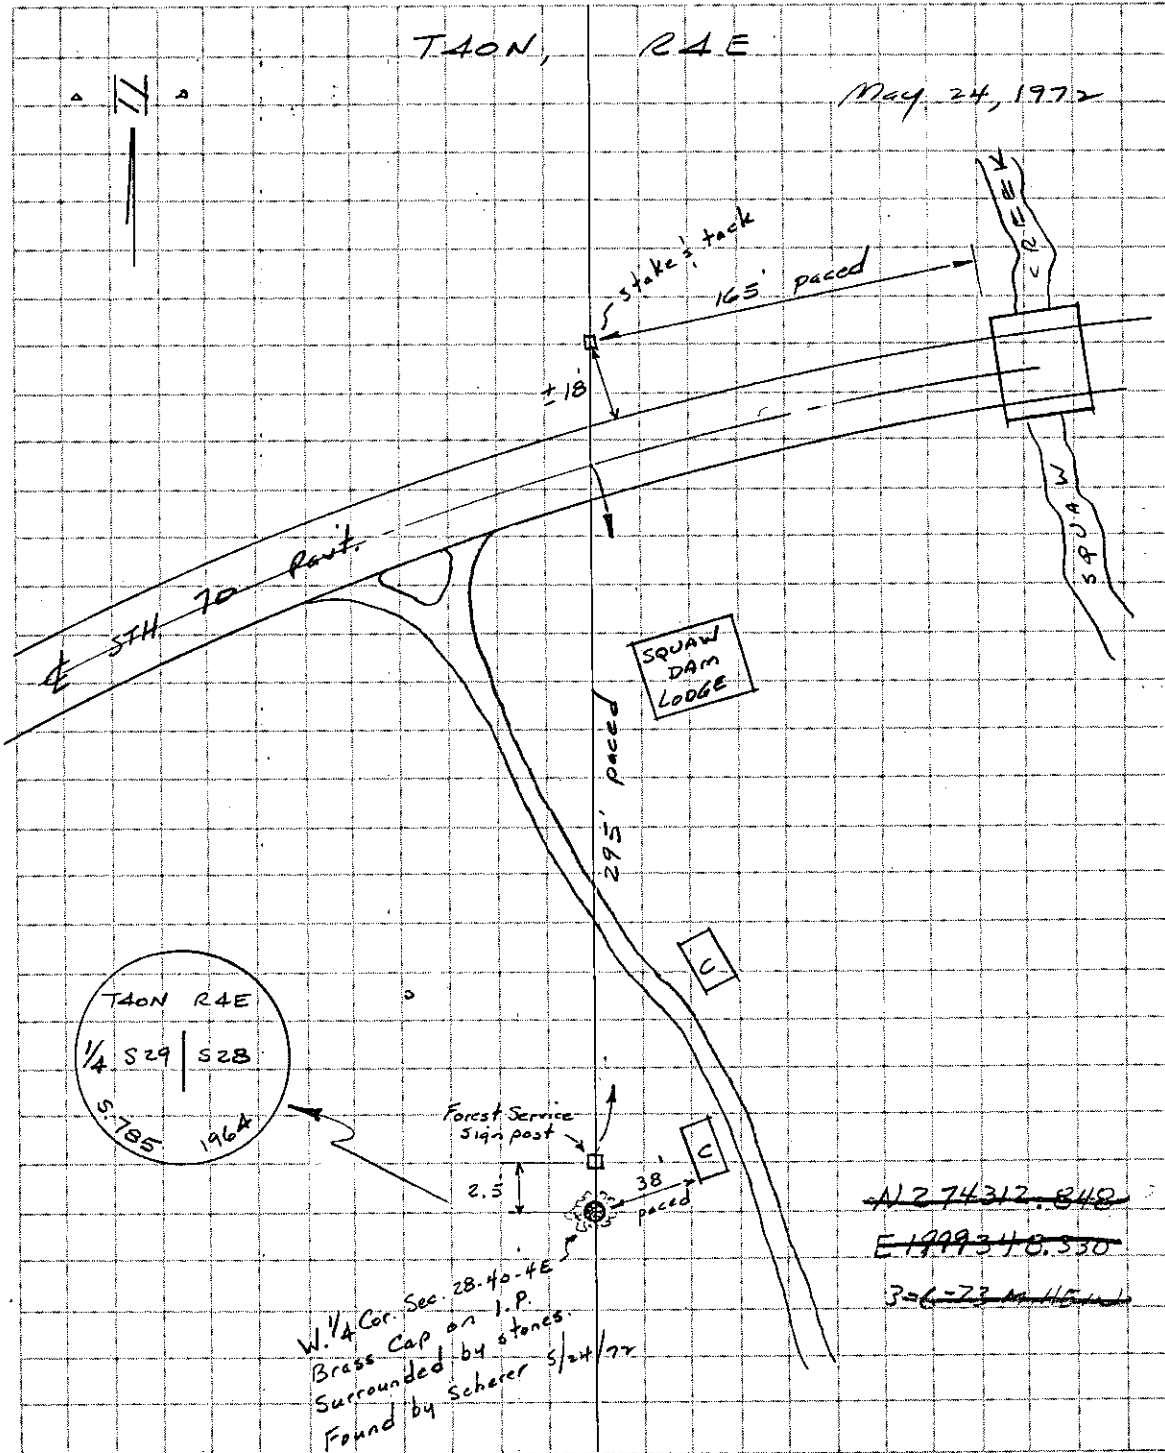 T40N, R4E
May 24, 1972
N
CREEK
stake & tack
165' paced
± 18'
℄ STH 70 Pavt.
SQUAW
SQUAW
DAM
LODGE
295' paced
C
T40N R4E
1/4 S29 | S28
S.785 1964
Forest Service
sign post
C
2.5'
38'
paced
N 274312.848
E 1999348.530
W. 1/4 Cor. Sec. 28-40-4E
Brass Cap on I.P.
Surrounded by stones.
Found by Scherer 5/24/72